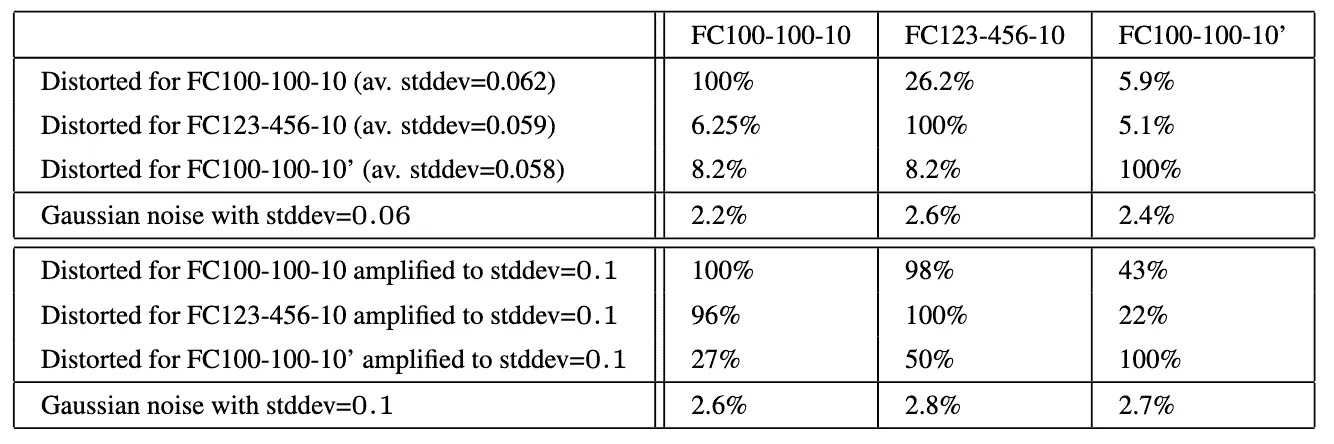 FC100-100-10 FC123-456-10 FC100-100-10’
Distorted for FC100-100-10 (av. stddev=0.062) 100% 26.2% 5.9%
Distorted for FC123-456-10 (av. stddev=0.059) 6.25% 100% 5.1%
Distorted for FC100-100-10’ (av. stddev=0.058) 8.2% 8.2% 100%
Gaussian noise with stddev=0.06 2.2% 2.6% 2.4%
Distorted for FC100-100-10 amplified to stddev=0.1 100% 98% 43%
Distorted for FC123-456-10 amplified to stddev=0.1 96% 100% 22%
Distorted for FC100-100-10’ amplified to stddev=0.1 27% 50% 100%
Gaussian noise with stddev=0.1 2.6% 2.8% 2.7%